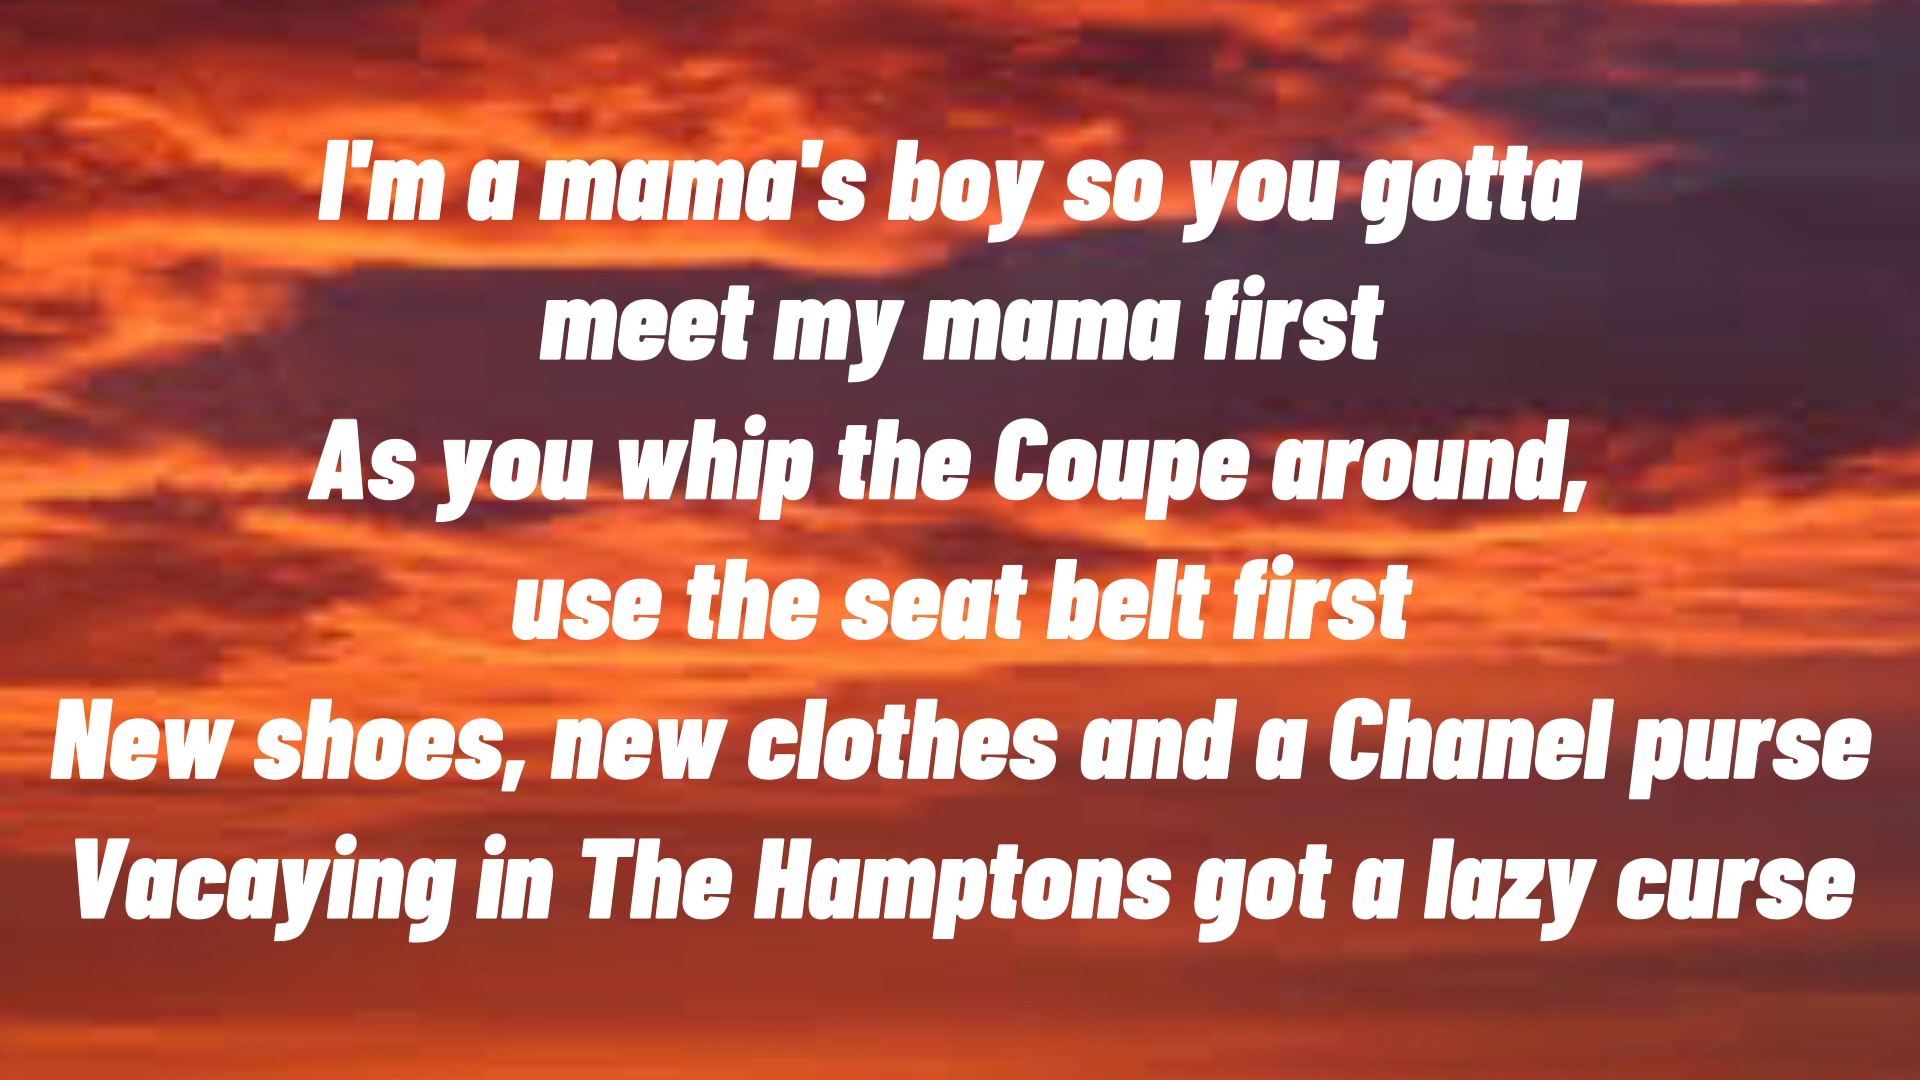 I'm a mama's boy so you gotta
meet my mama first
As you whip the Coupe around,
use the seat belt first
New shoes, new clothes and a Chanel purse
Vacaying in The Hamptons got a lazy curse